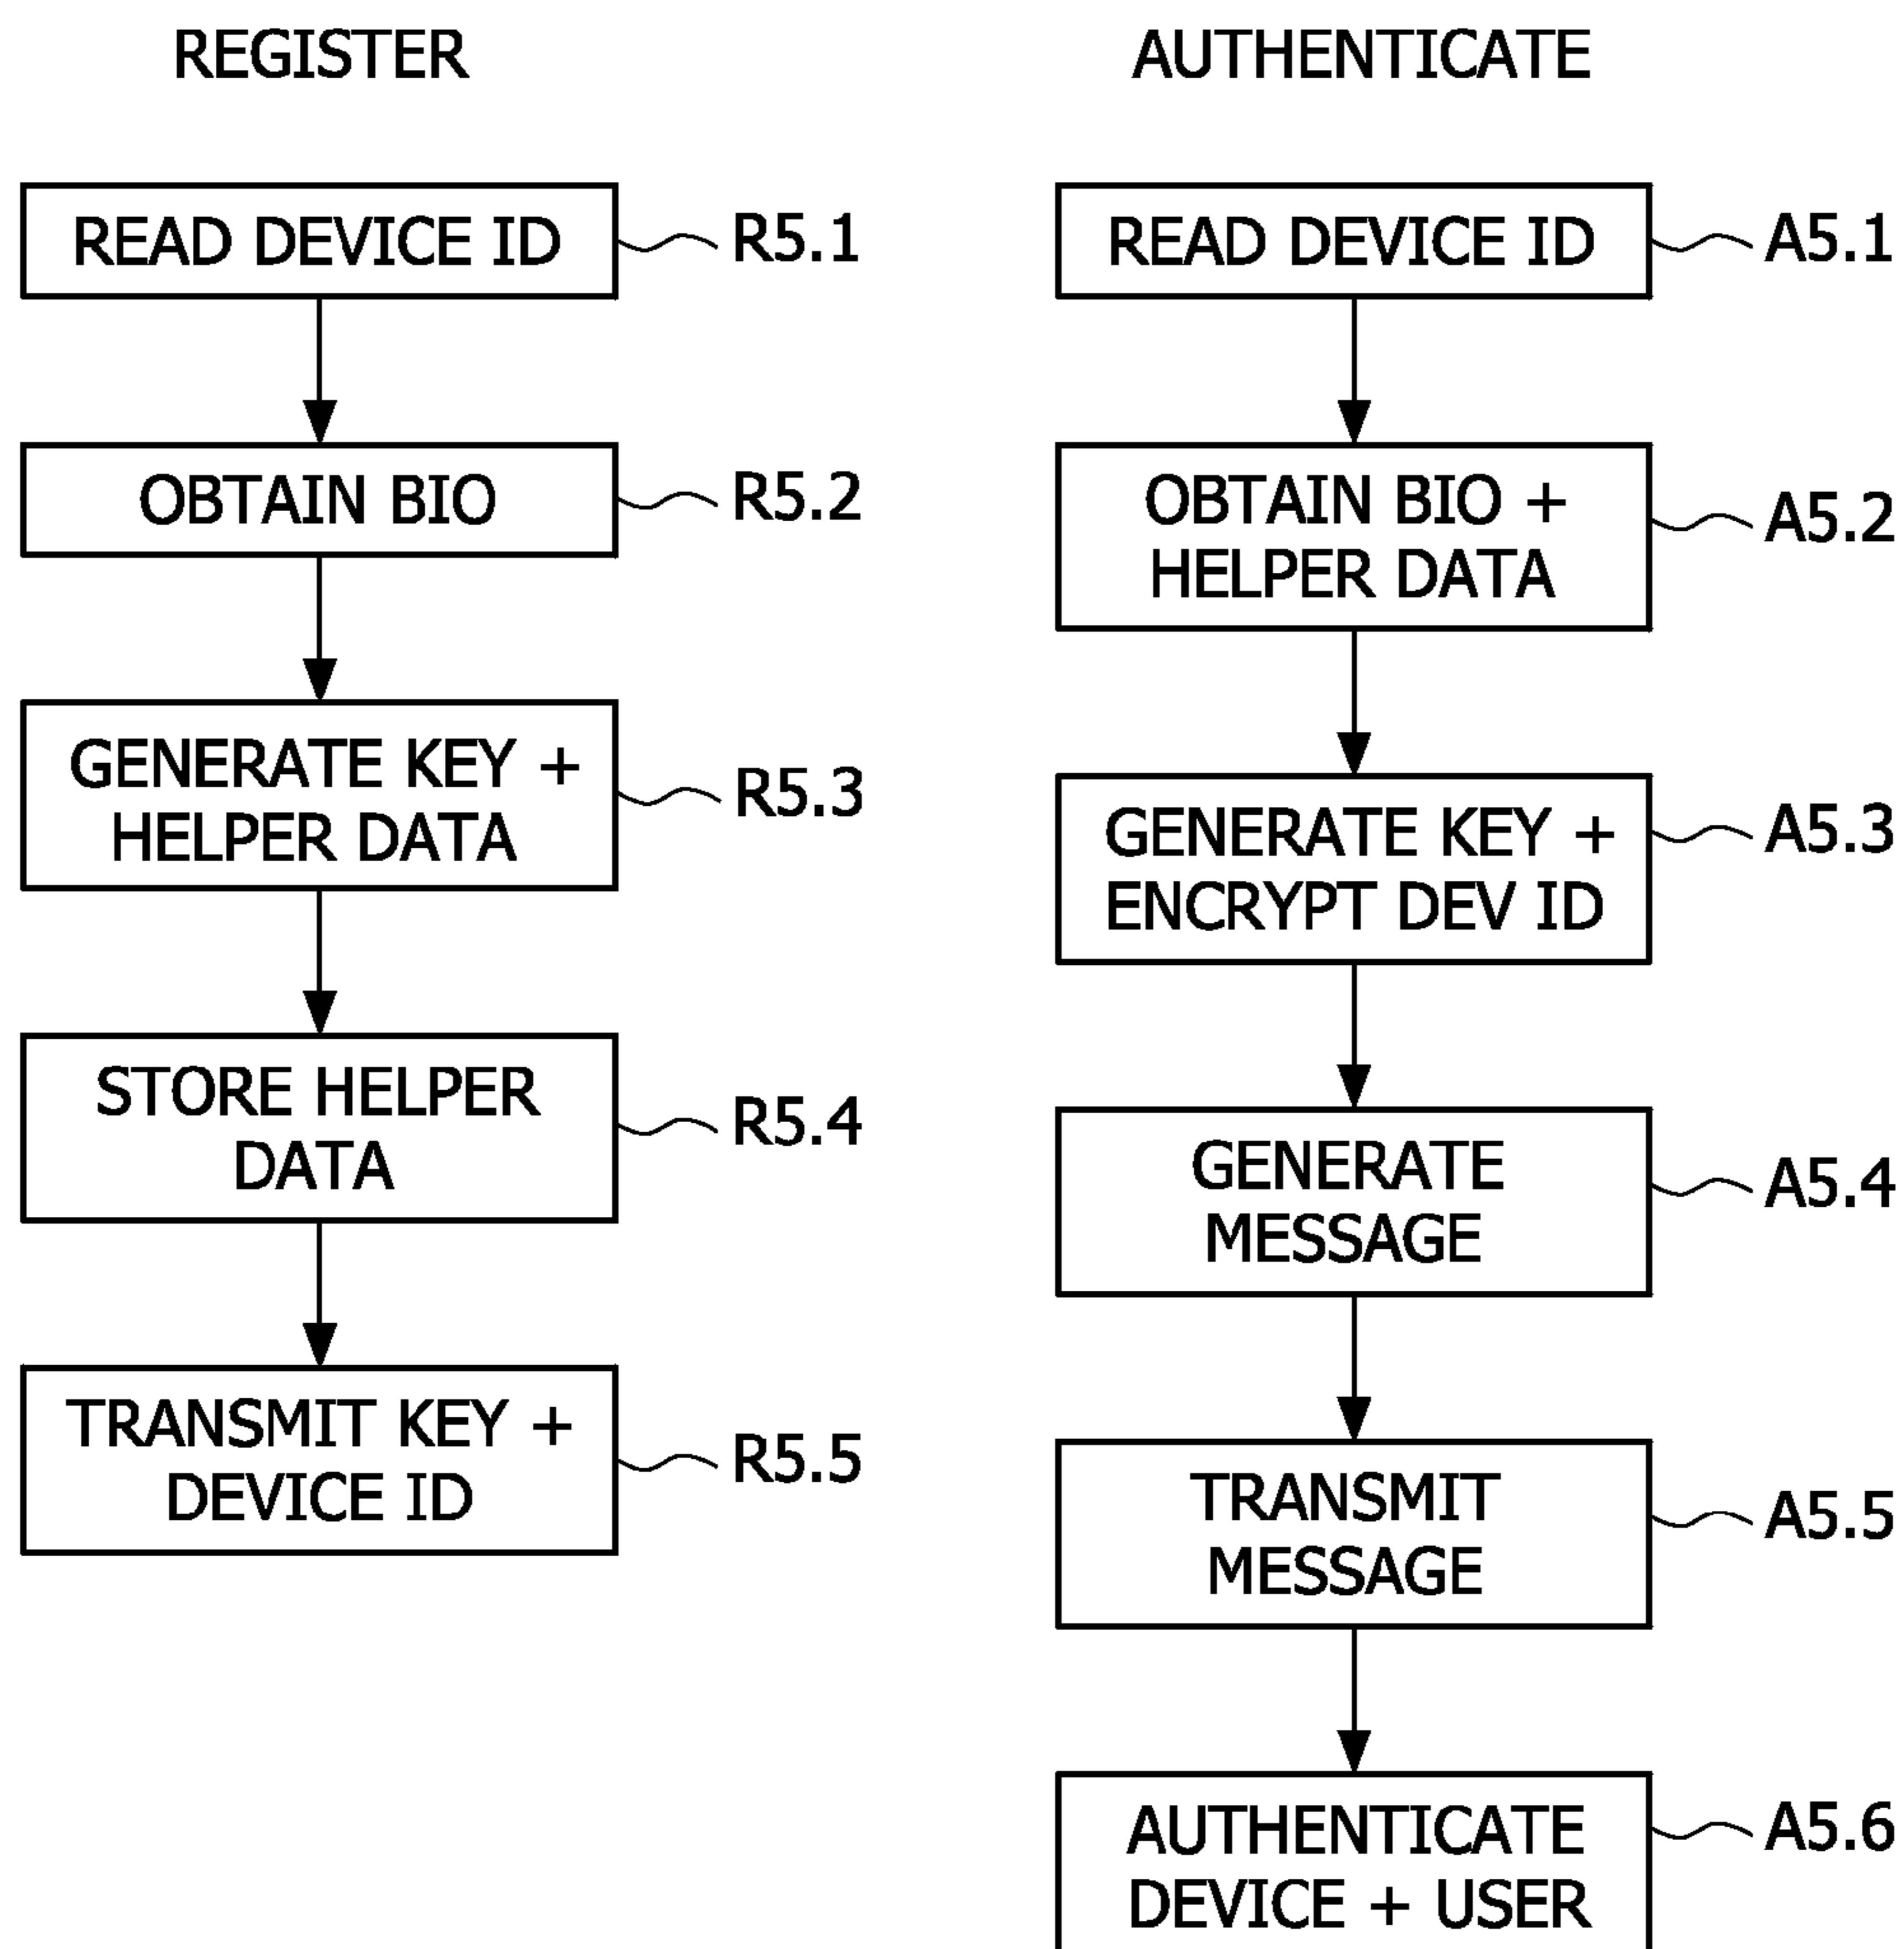 REGISTER
READ DEVICE ID
R5.1
OBTAIN BIO
R5.2
GENERATE KEY +
HELPER DATA
R5.3
STORE HELPER
DATA
R5.4
TRANSMIT KEY +
DEVICE ID
R5.5
AUTHENTICATE
READ DEVICE ID
A5.1
OBTAIN BIO +
HELPER DATA
A5.2
GENERATE KEY +
ENCRYPT DEV ID
A5.3
GENERATE
MESSAGE
A5.4
TRANSMIT
MESSAGE
A5.5
AUTHENTICATE
DEVICE + USER
A5.6